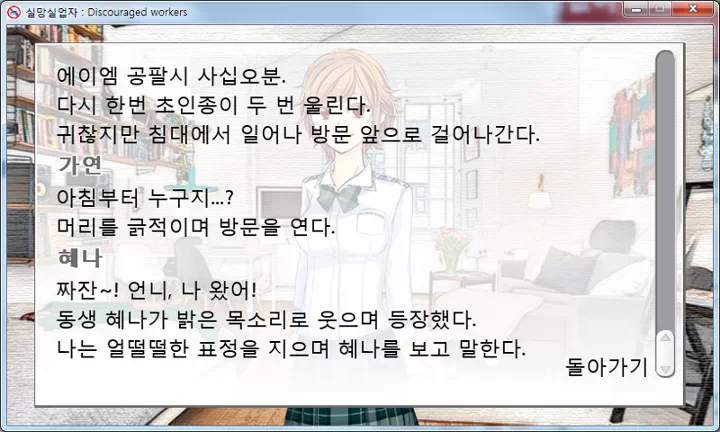 실망실업자 : Discouraged workers
에이엠 공팔시 사십오분.
다시 한번 초인종이 두 번 울린다.
귀찮지만 침대에서 일어나 방문 앞으로 걸어나간다.
가연
아침부터 누구지...?
머리를 긁적이며 방문을 연다.
혜나
짜잔~! 언니, 나 왔어!
동생 혜나가 밝은 목소리로 웃으며 등장했다.
나는 얼떨떨한 표정을 지으며 혜나를 보고 말한다.
돌아가기